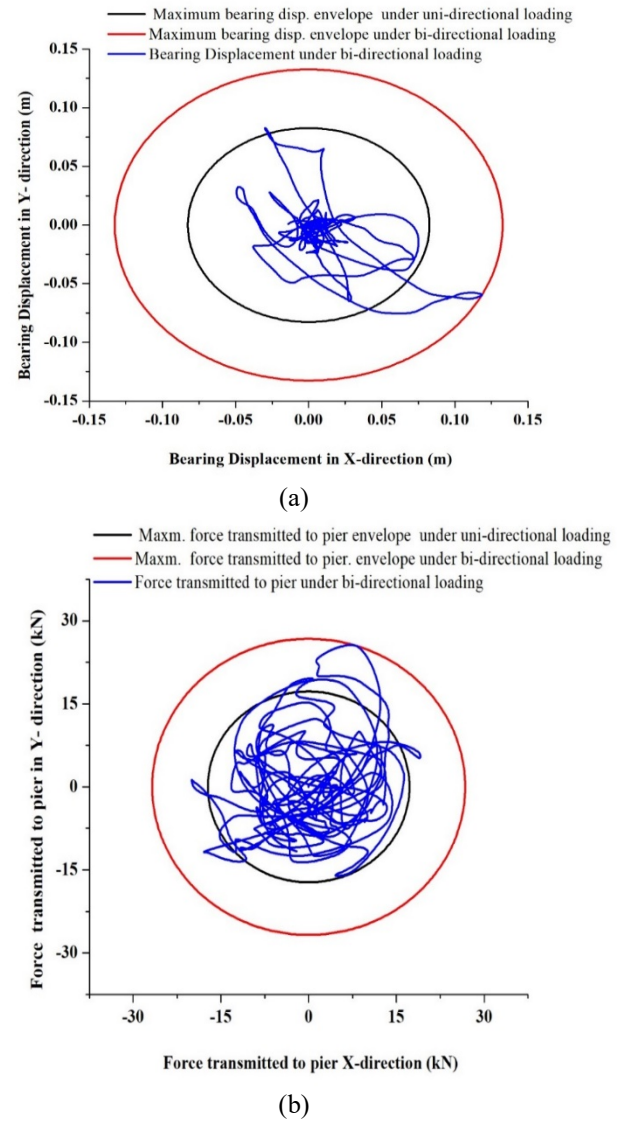 Maximum bearing disp. envelope under uni-directional loading
Maximum bearing disp. envelope under bi-directional loading
Bearing Displacement under bi-directional loading
Bearing Displacement in Y- direction (m)
0.15
0.10
0.05
0.00
-0.05
-0.10
-0.15
-0.15
-0.10
-0.05
0.00
0.05
0.10
0.15
Bearing Displacement in X-direction (m)
(a)
Maxm. force transmitted to pier envelope under uni-directional loading
Maxm. force transmitted to pier. envelope under bi-directional loading
Force transmitted to pier under bi-directional loading
Force transmitted to pier in Y- direction (kN)
30
15
0
-15
-30
-30
-15
0
15
30
Force transmitted to pier X-direction (kN)
(b)